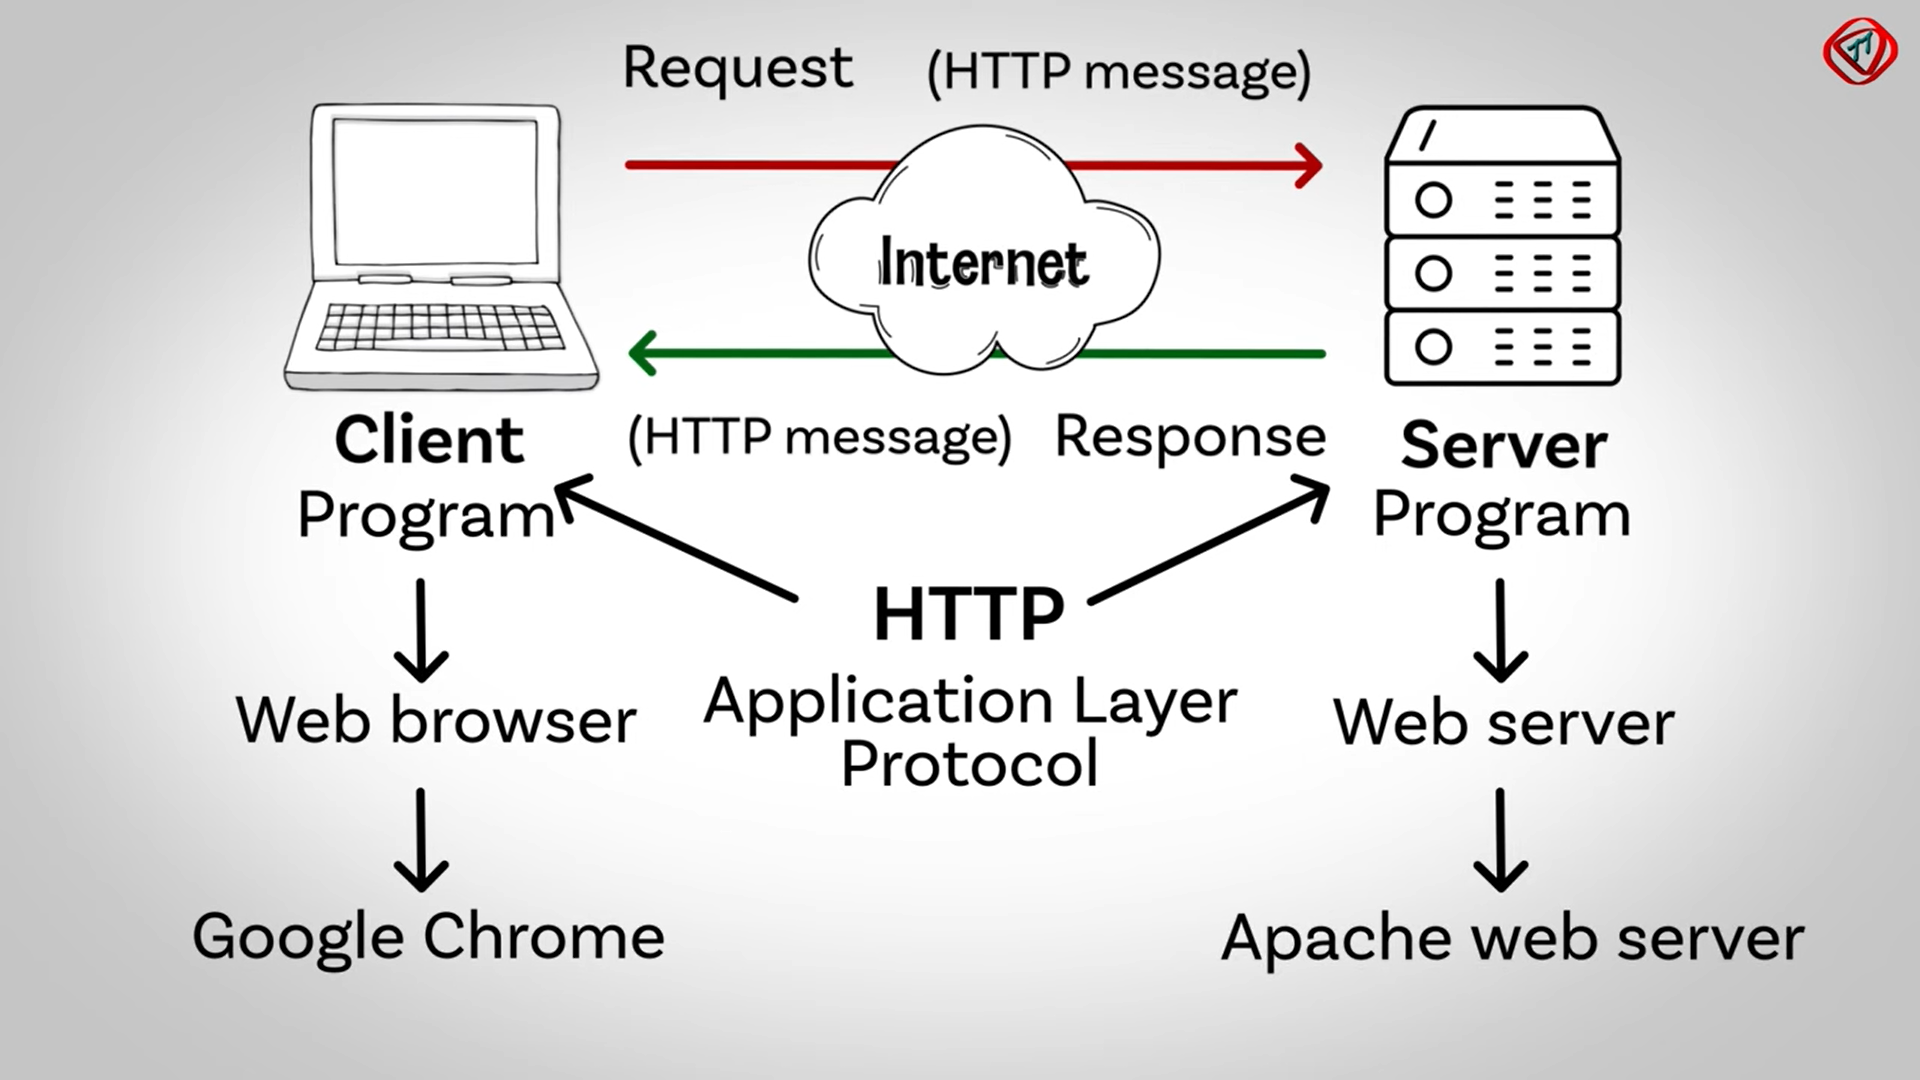 Request (HTTP message)
Internet
(HTTP message) Response
Client
Program
Server
Program
HTTP
Application Layer
Protocol
Web browser
Web server
Google Chrome
Apache web server